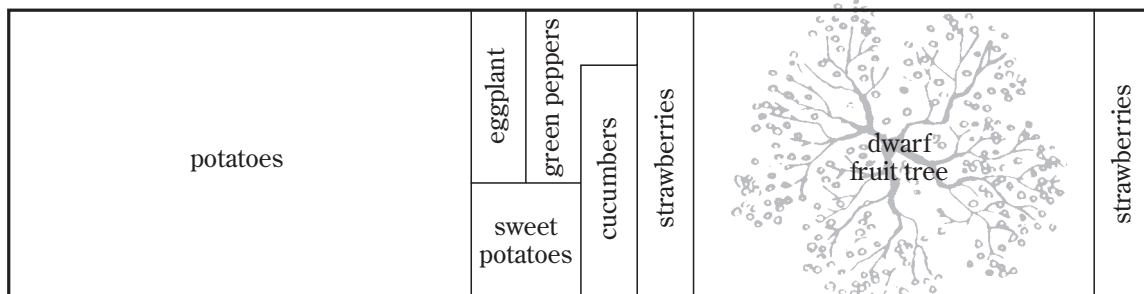 potatoes
eggplant
green peppers
sweet
potatoes
cucumbers
strawberries
dwarf
fruit tree
strawberries